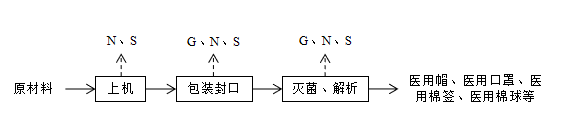 N、S
G、N、S
G、N、S
原材料
上机
包装封口
灭菌、解析
医用帽、医用口罩、医
用棉签、医用棉球等